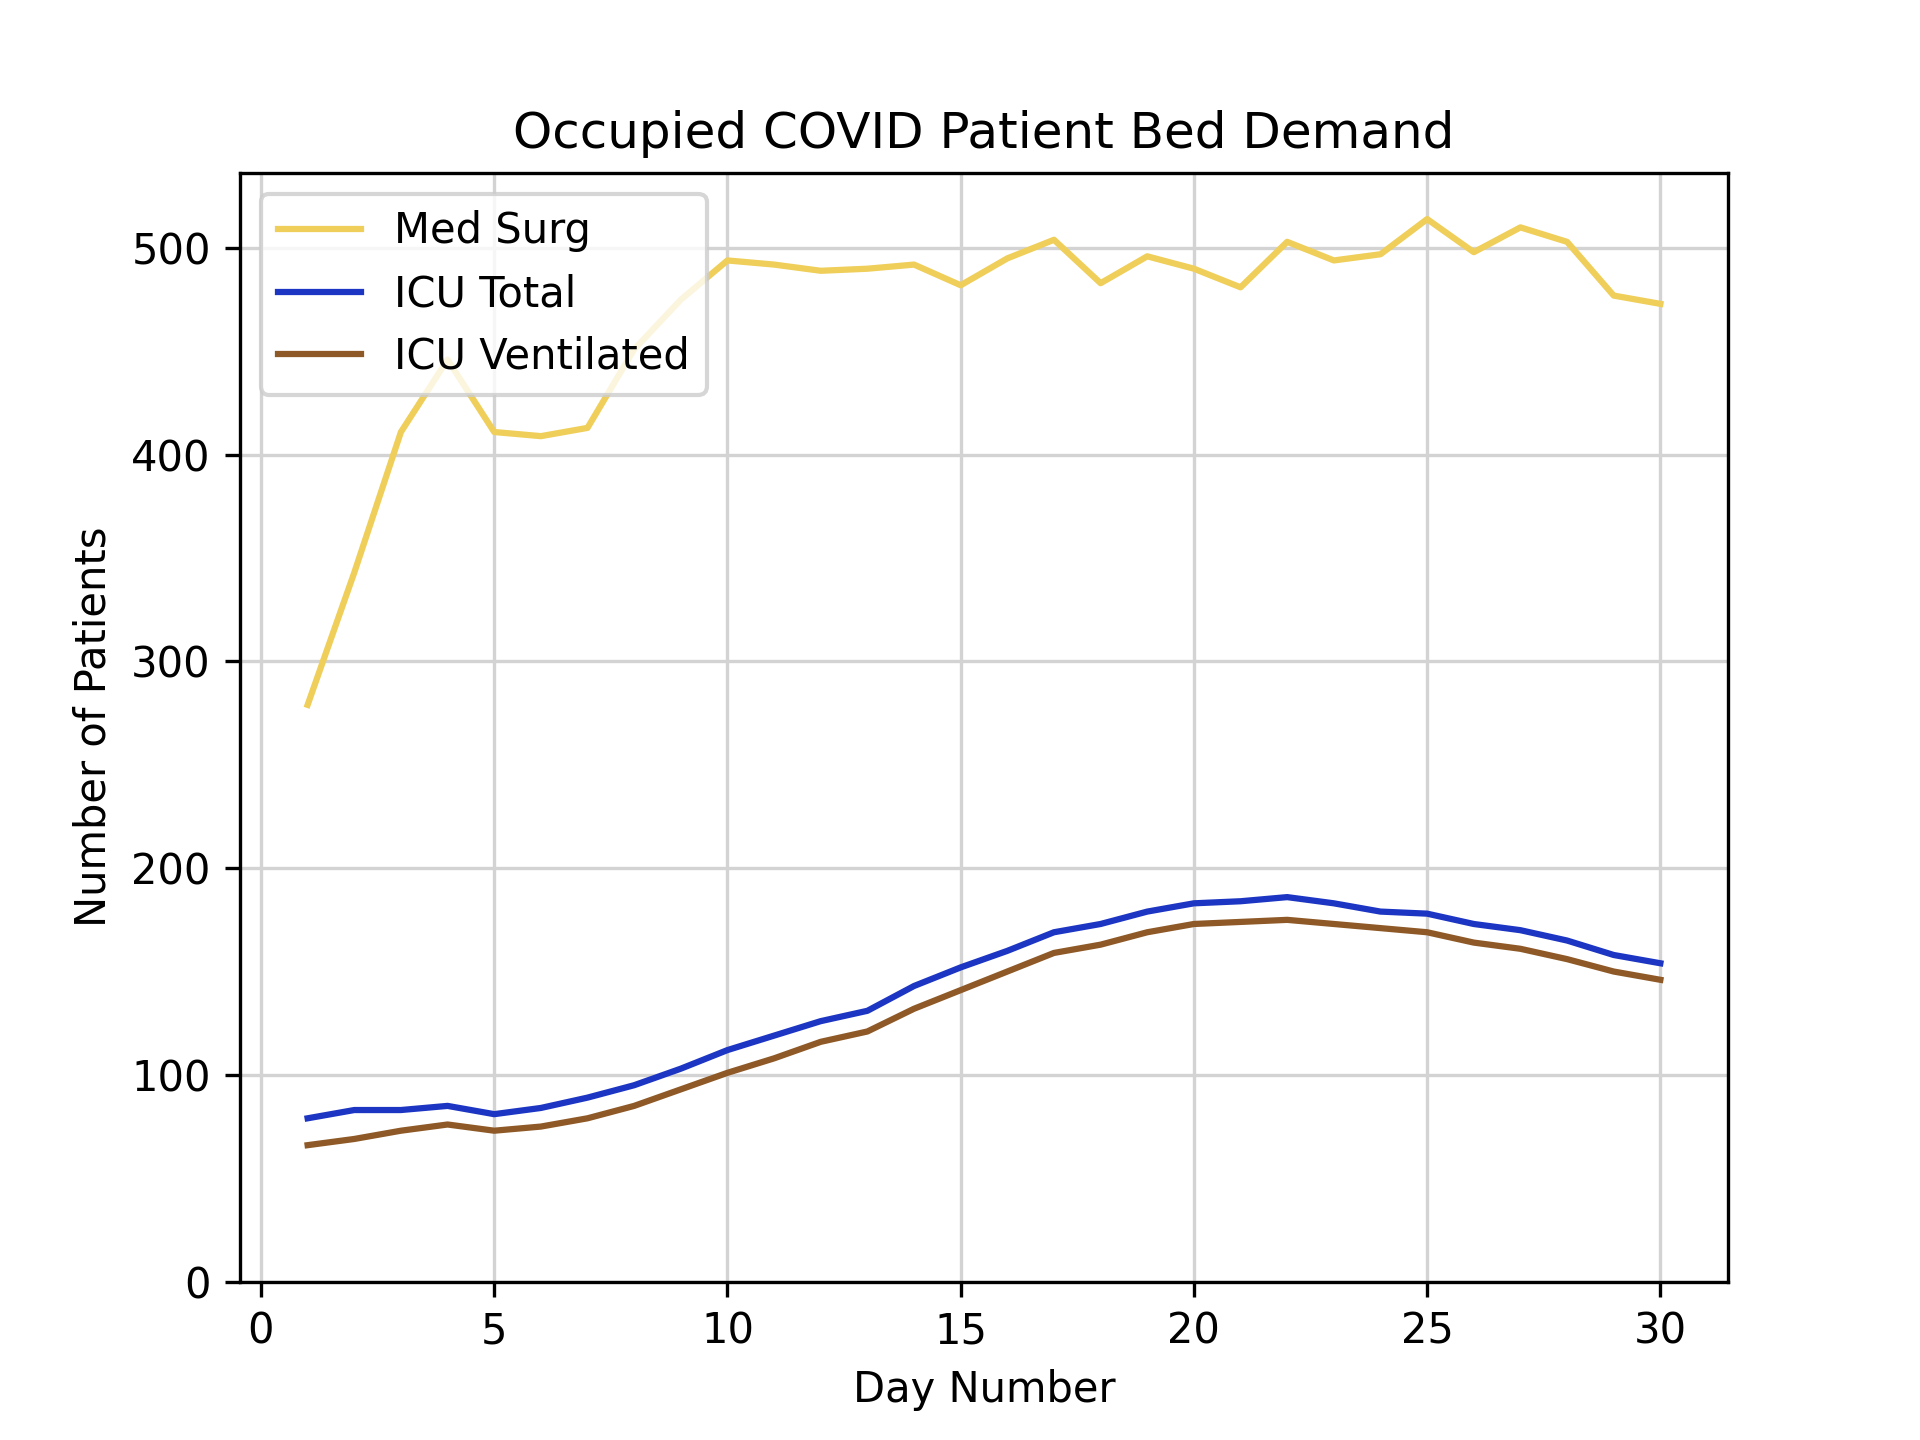 Occupied COVID Patient Bed Demand
Med Surg
ICU Total
ICU Ventilated
Number of Patients
500
400
300
200
100
0
0 5 10 15 20 25 30
Day Number